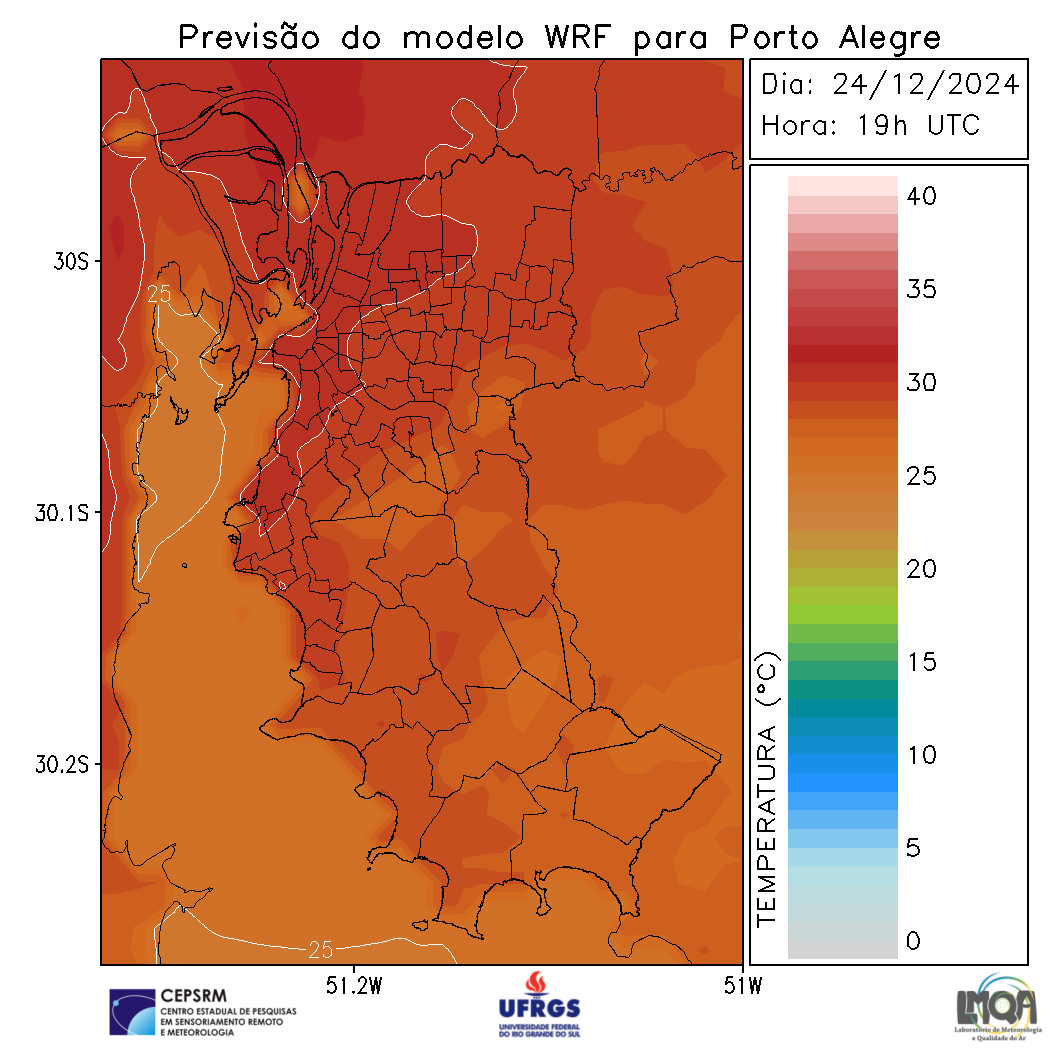 Previsão do modelo WRF para Porto Alegre
Dia: 24/12/2024
Hora: 19h UTC
40
35
30
25
20
15
10
5
0
TEMPERATURA (°C)
30S
30.1S
30.2S
25
25
51.2W
51W
CEPSRM
CENTRO ESTADUAL DE PESQUISAS
EM SENSORIAMENTO REMOTO
E METEOROLOGIA
UFRGS
UNIVERSIDADE FEDERAL
DO RIO GRANDE DO SUL
LMQA
Laboratório de Meteorologia
e Qualidade do Ar